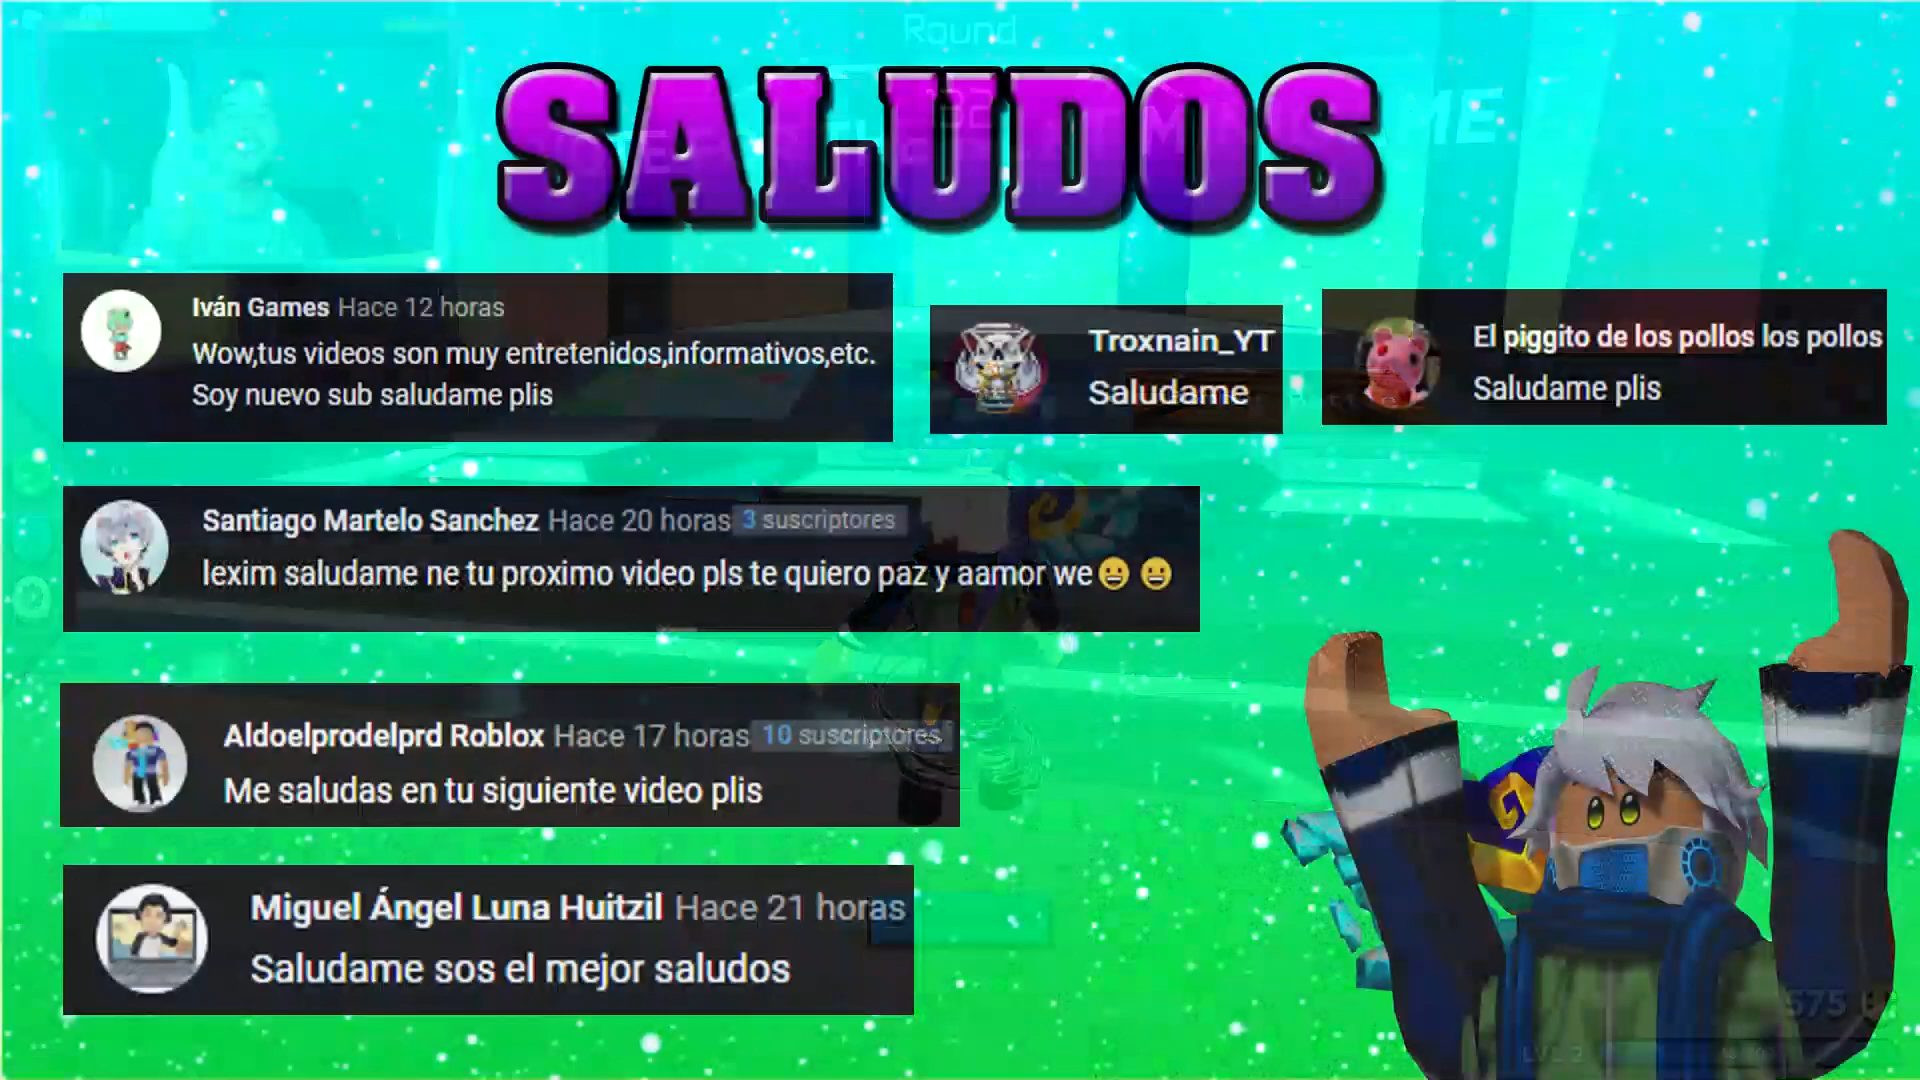 Round
SALUDOS
Iván Games Hace 12 horas
Wow,tus videos son muy entretenidos,informativos,etc.
Soy nuevo sub saludame plis
Troxnain_YT
Saludame
El piggito de los pollos los pollos
Saludame plis
Santiago Martelo Sanchez Hace 20 horas 3 suscriptores
lexim saludame ne tu proximo video pls te quiero paz y aamor we😀 😀
Aldoelprodelprd Roblox Hace 17 horas 10 suscriptores
Me saludas en tu siguiente video plis
Miguel Ángel Luna Huitzil Hace 21 horas
Saludame sos el mejor saludos
575